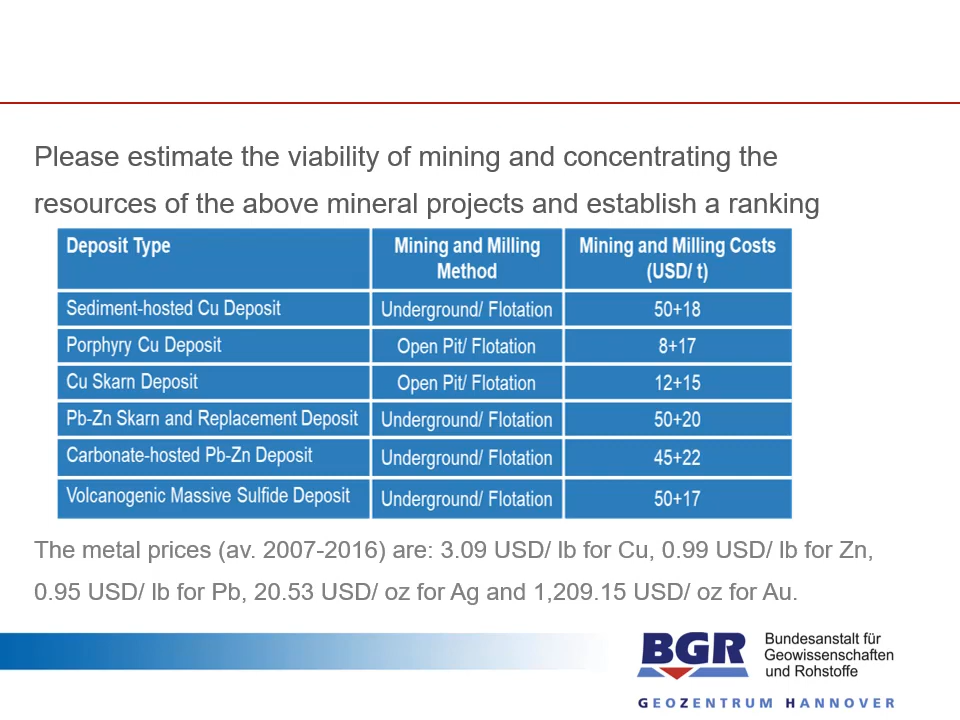 Please estimate the viability of mining and concentrating the
resources of the above mineral projects and establish a ranking
Deposit Type
Mining and Milling
Method
Mining and Milling Costs
(USD/ t)
Sediment-hosted Cu Deposit
Underground/ Flotation
50+18
Porphyry Cu Deposit
Open Pit/ Flotation
8+17
Cu Skarn Deposit
Open Pit/ Flotation
12+15
Pb-Zn Skarn and Replacement Deposit
Underground/ Flotation
50+20
Carbonate-hosted Pb-Zn Deposit
Underground/ Flotation
45+22
Volcanogenic Massive Sulfide Deposit
Underground/ Flotation
50+17
The metal prices (av. 2007-2016) are: 3.09 USD/ lb for Cu, 0.99 USD/ lb for Zn,
0.95 USD/ lb for Pb, 20.53 USD/ oz for Ag and 1,209.15 USD/ oz for Au.
BGR
Bundesanstalt für
Geowissenschaften
und Rohstoffe
GEOZENTRUM HANNOVER